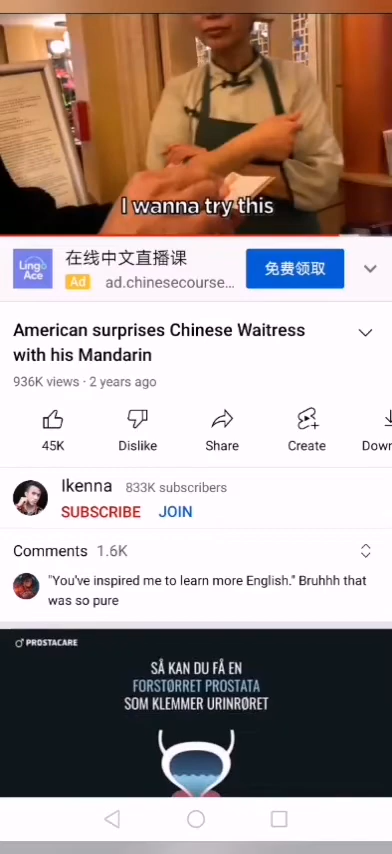 I wanna try this
Lingo
Ace
在线中文直播课
Ad ad.chinesecourse...
免费领取
American surprises Chinese Waitress
with his Mandarin
936K views · 2 years ago
45K Dislike Share Create Down
Ikenna 833K subscribers
SUBSCRIBE JOIN
Comments 1.6K
"You've inspired me to learn more English." Bruhhh that
was so pure
PROSTACARE
SÅ KAN DU FÅ EN
FORSTØRRET PROSTATA
SOM KLEMMER URINRØRET